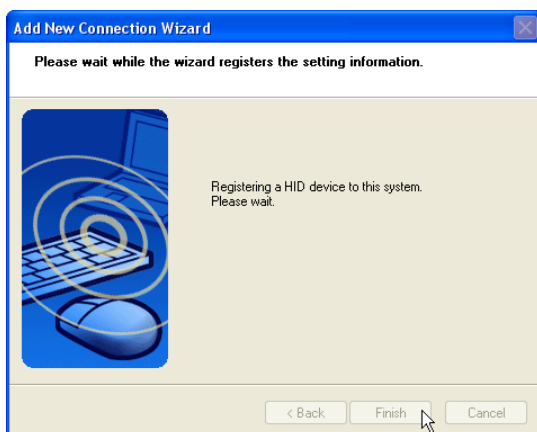 Add New Connection Wizard
Please wait while the wizard registers the setting information.
Registering a HID device to this system.
Please wait.
< Back
Finish
Cancel